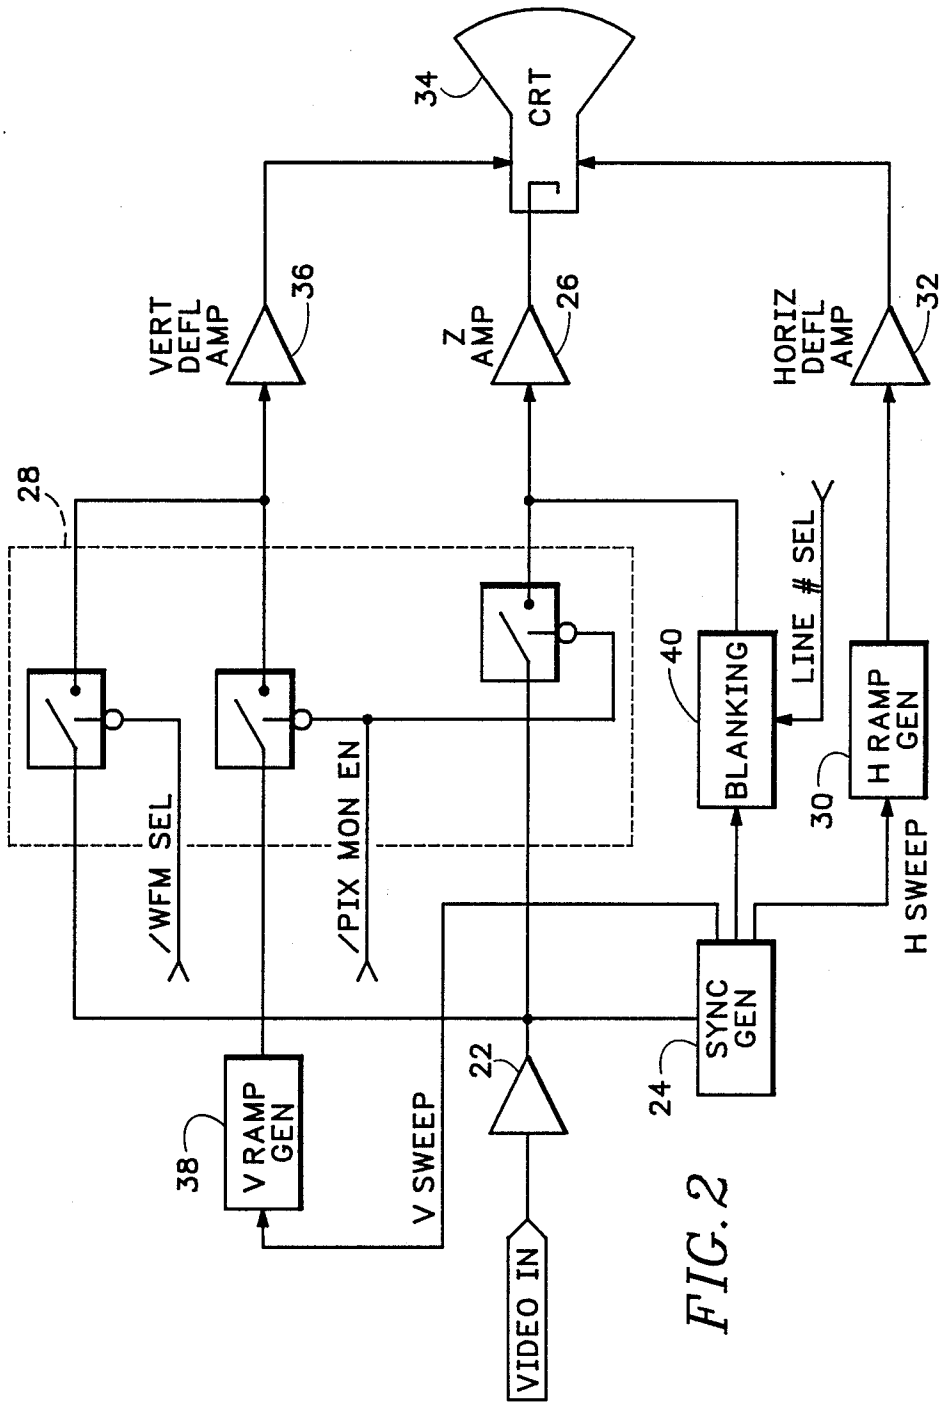 28
VERT
DEFL
AMP
36
34
CRT
/WFM SEL
38
V RAMP
GEN
/PIX MON EN
Z
AMP
26
V SWEEP
22
VIDEO IN
40
BLANKING
LINE # SEL
24
SYNC
GEN
HORIZ
DEFL
AMP
32
30
H RAMP
GEN
H SWEEP
FIG. 2